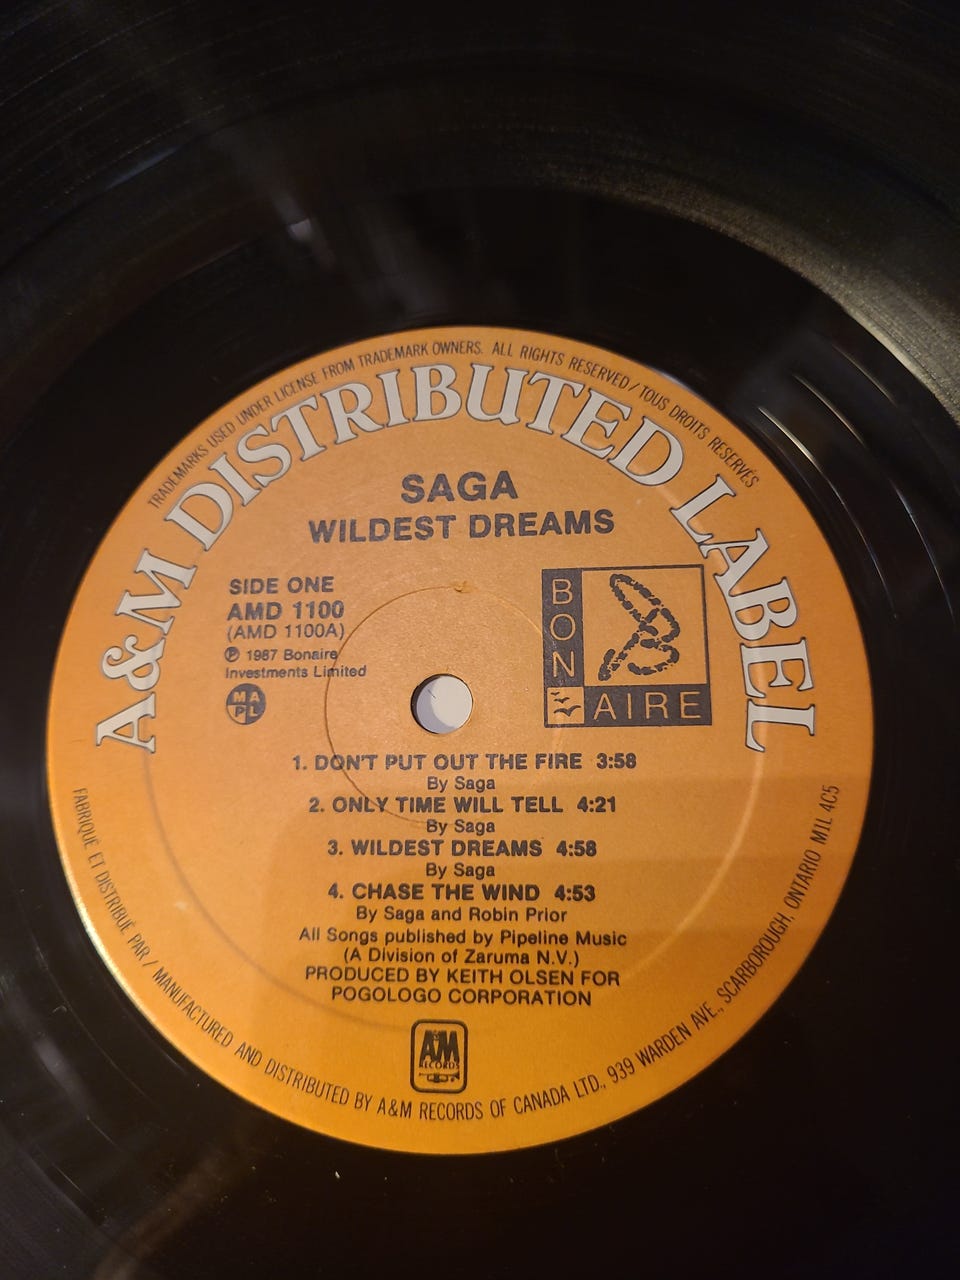 TRADEMARKS USED UNDER LICENSE FROM TRADEMARK OWNERS. ALL RIGHTS RESERVED / TOUS DROITS RESERVÉS
A&M DISTRIBUTED LABEL
SAGA
WILDEST DREAMS
SIDE ONE
AMD 1100
(AMD 1100A)
℗ 1987 Bonaire
Investments Limited
MA
PL
BON
AIRE
1. DON'T PUT OUT THE FIRE 3:58
By Saga
2. ONLY TIME WILL TELL 4:21
By Saga
3. WILDEST DREAMS 4:58
By Saga
4. CHASE THE WIND 4:53
By Saga and Robin Prior
All Songs published by Pipeline Music
(A Division of Zaruma N.V.)
PRODUCED BY KEITH OLSEN FOR
POGOLOGO CORPORATION
A&M
RECORDS
FABRIQUÉ ET DISTRIBUÉ PAR / MANUFACTURED AND DISTRIBUTED BY A&M RECORDS OF CANADA LTD., 939 WARDEN AVE., SCARBOROUGH, ONTARIO M1L 4C5